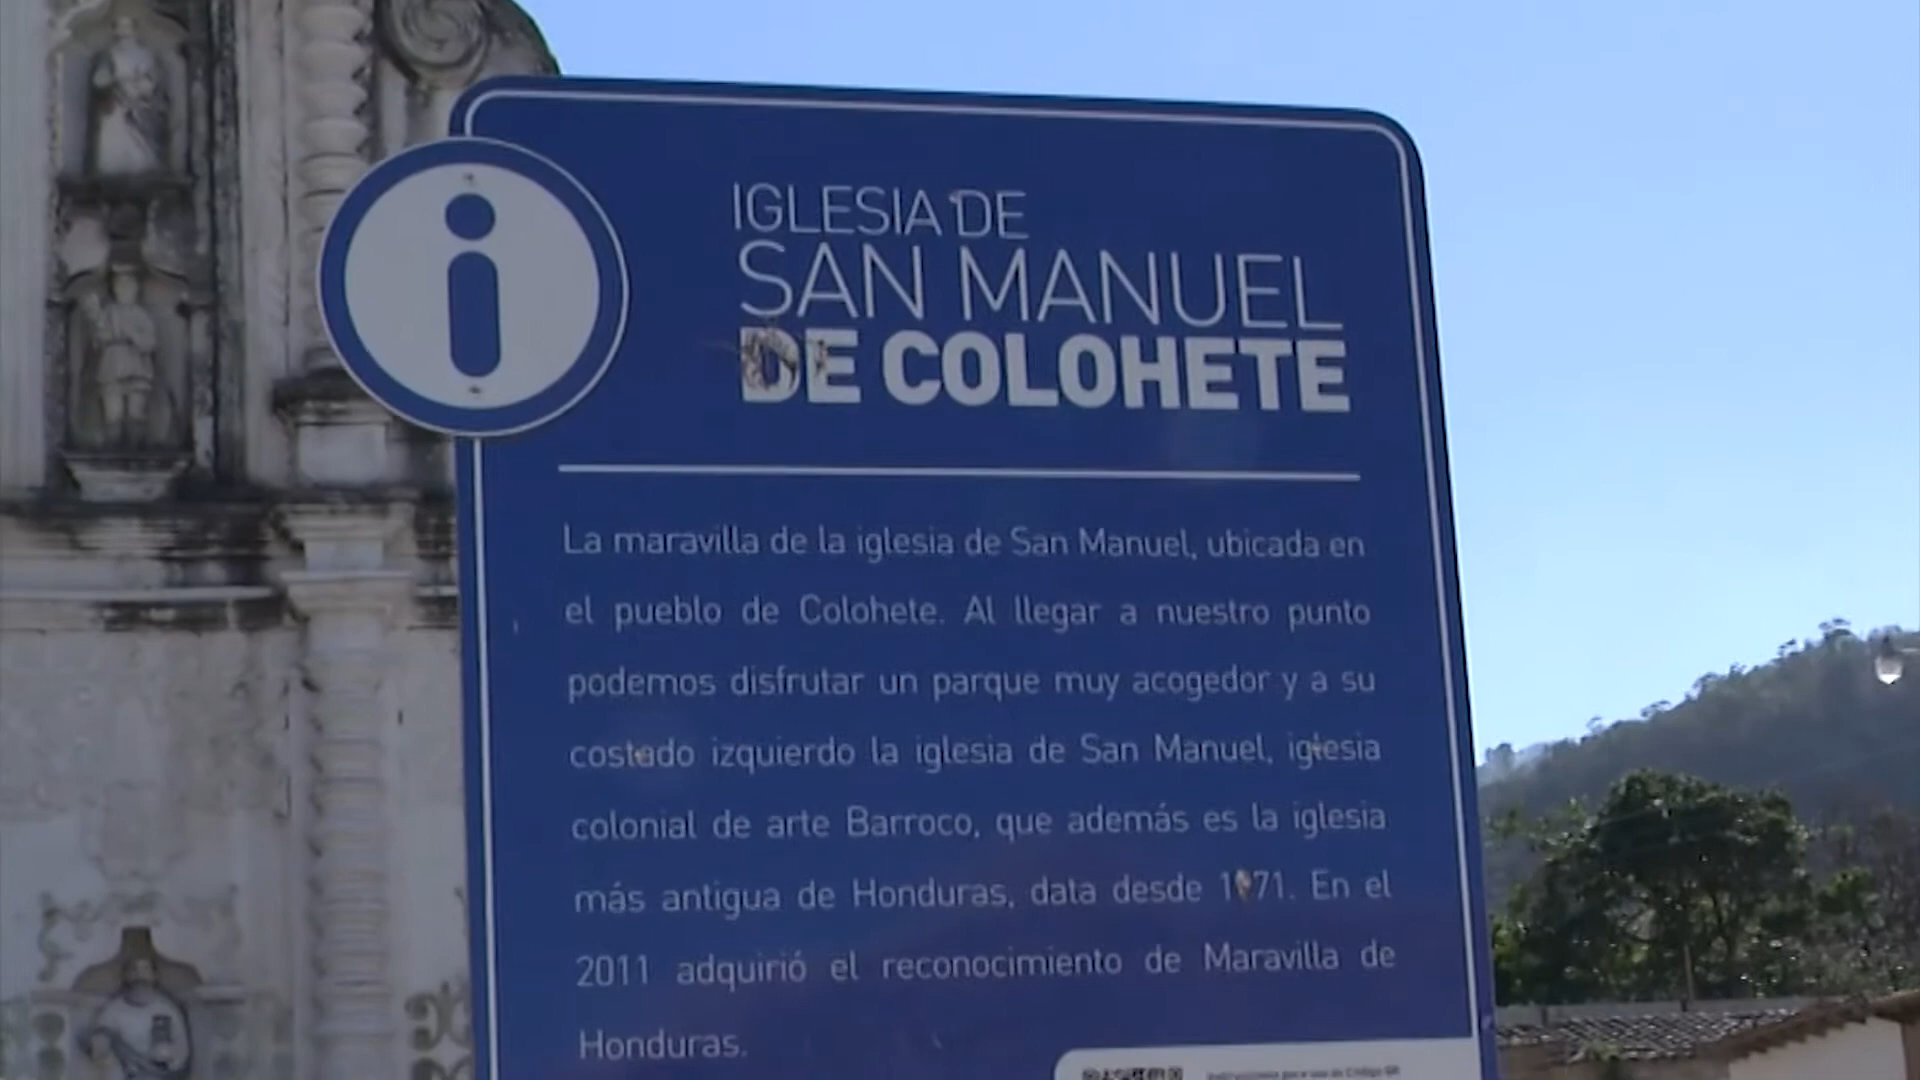 i
IGLESIA DE
SAN MANUEL
DE COLOHETE
La maravilla de la iglesia de San Manuel, ubicada en
el pueblo de Colohete. Al llegar a nuestro punto
podemos disfrutar un parque muy acogedor y a su
costado izquierdo la iglesia de San Manuel, iglesia
colonial de arte Barroco, que además es la iglesia
más antigua de Honduras, data desde
En el
2011 adquirió el reconocimiento de Maravilla de
Honduras.